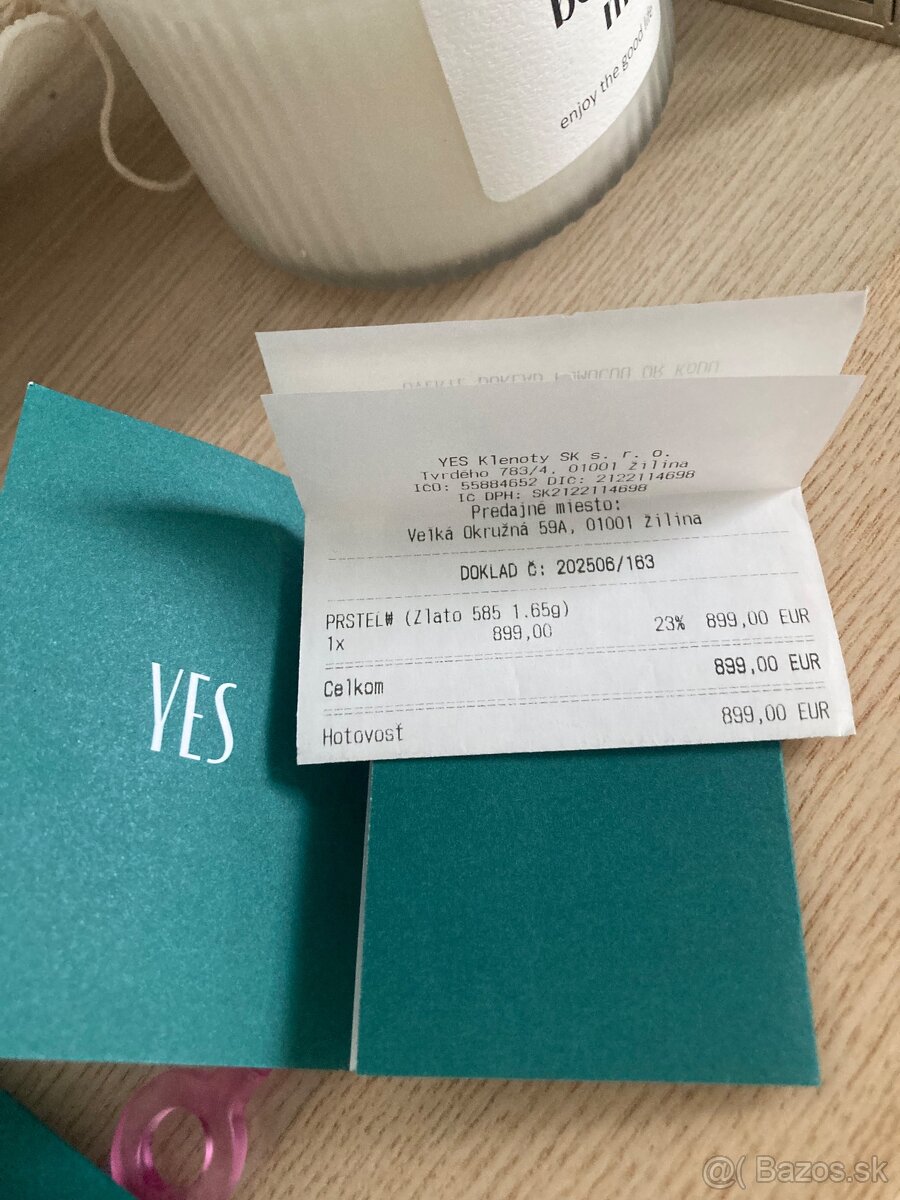 enjoy the good life
YES Klenoty SK s. r. o.
Tvrdého 783/4, 01001 Žilina
IČO: 55884652 DIČ: 2122114698
IČ DPH: SK2122114698
Predajné miesto:
Veľká Okružná 59A, 01001 Žilina
DOKLAD Č: 202506/163
PRSTEL# (Zlato 585 1.65g)
1x 899,00 23% 899,00 EUR
Celkom 899,00 EUR
Hotovosť 899,00 EUR
YES
@( Bazos.sk